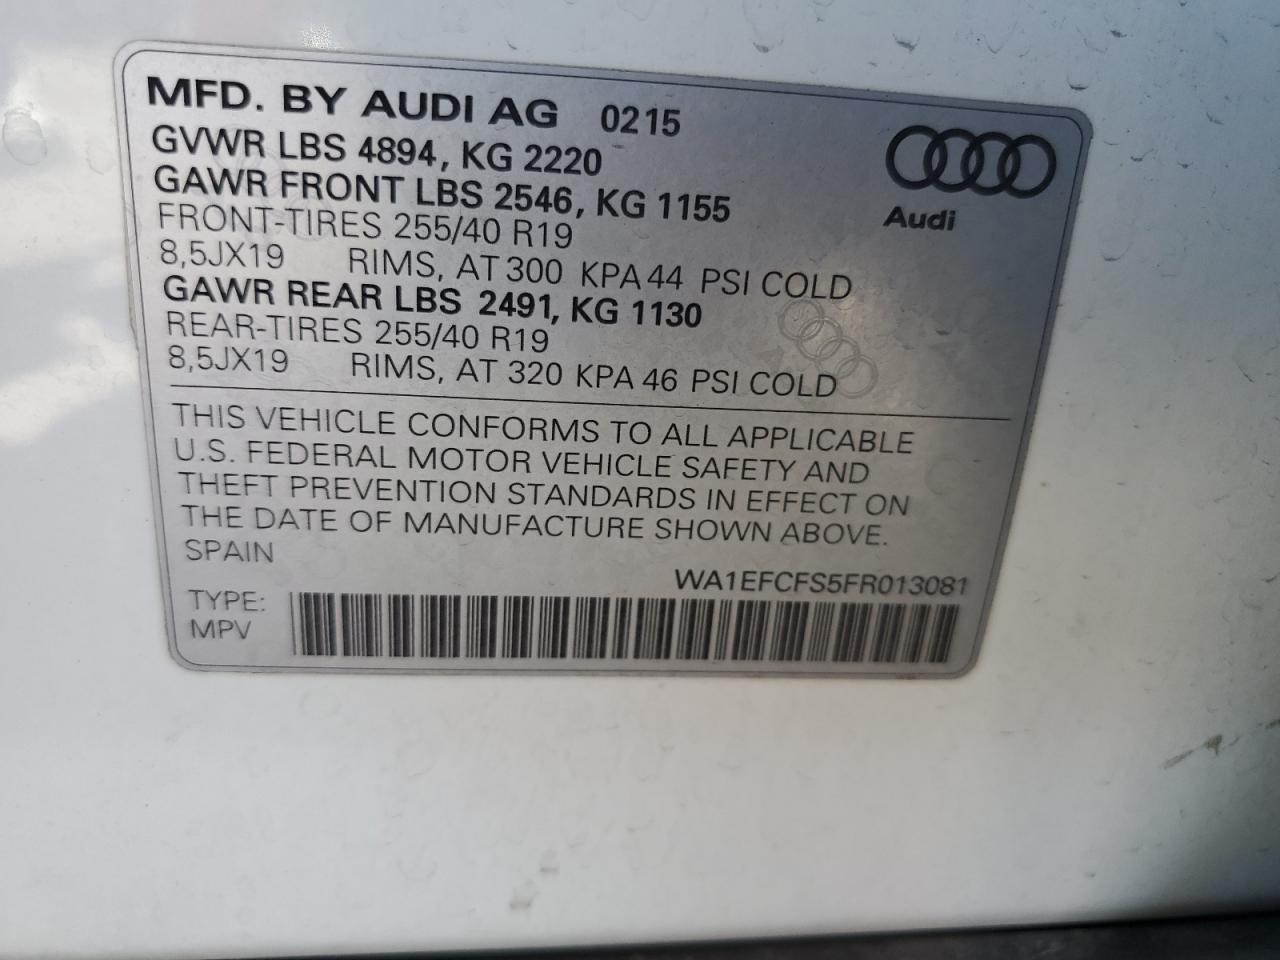 MFD. BY AUDI AG 0215
GVWR LBS 4894, KG 2220
GAWR FRONT LBS 2546, KG 1155
FRONT-TIRES 255/40 R19
8,5JX19 RIMS, AT 300 KPA 44 PSI COLD
GAWR REAR LBS 2491, KG 1130
REAR-TIRES 255/40 R19
8,5JX19 RIMS, AT 320 KPA 46 PSI COLD
Audi
THIS VEHICLE CONFORMS TO ALL APPLICABLE
U.S. FEDERAL MOTOR VEHICLE SAFETY AND
THEFT PREVENTION STANDARDS IN EFFECT ON
THE DATE OF MANUFACTURE SHOWN ABOVE.
SPAIN
WA1EFCFS5FR013081
TYPE:
MPV